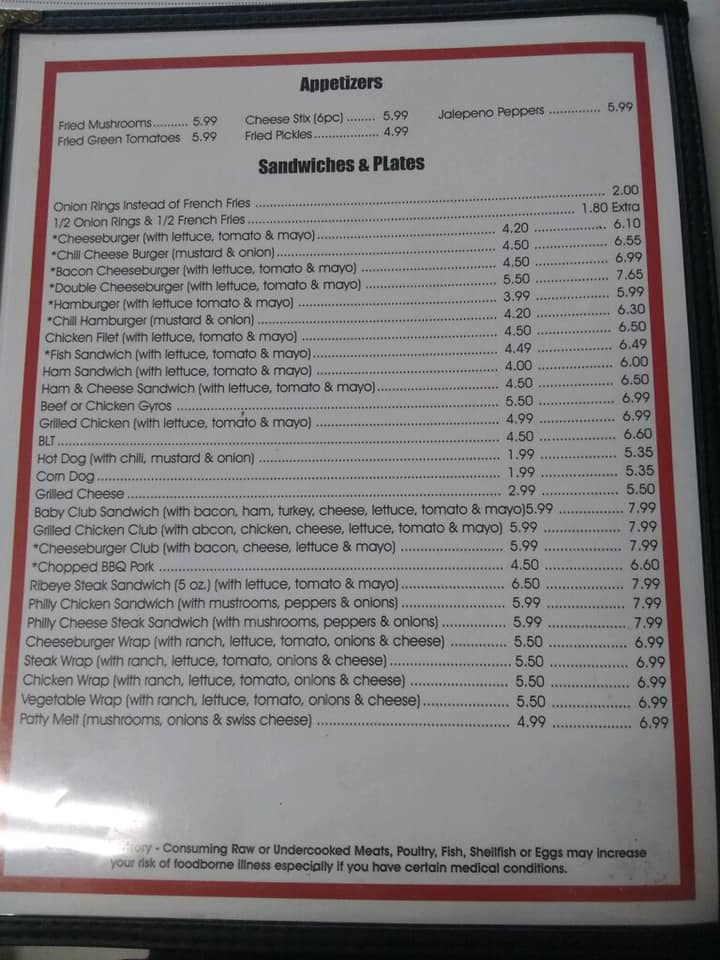 Appetizers
Fried Mushrooms.......... 5.99 Cheese Stix (6pc) ........ 5.99 Jalepeno Peppers ............. 5.99
Fried Green Tomatoes 5.99 Fried Pickles................. 4.99
Sandwiches & PLates
Onion Rings Instead of French Fries ........ 2.00
1/2 Onion Rings & 1/2 French Fries ........ 1.80 Extra
*Cheeseburger (with lettuce, tomato & mayo)........ 4.20 ........ 6.10
*Chili Cheese Burger (mustard & onion)........ 4.50 ........ 6.55
*Bacon Cheeseburger (with lettuce, tomato & mayo) ........ 4.50 ........ 6.99
*Double Cheeseburger (with lettuce, tomato & mayo) ........ 5.50 ........ 7.65
*Hamburger (with lettuce tomato & mayo) ........ 3.99 ........ 5.99
*Chili Hamburger (mustard & onion) ........ 4.20 ........ 6.30
Chicken Filet (with lettuce, tomato & mayo) ........ 4.50 ........ 6.50
*Fish Sandwich (with lettuce, tomato & mayo)........ 4.49 ........ 6.49
Ham Sandwich (with lettuce, tomato & mayo) ........ 4.00 ........ 6.00
Ham & Cheese Sandwich (with lettuce, tomato & mayo)........ 4.50 ........ 6.50
Beef or Chicken Gyros ........ 5.50 ........ 6.99
Grilled Chicken (with lettuce, tomato & mayo) ........ 4.99 ........ 6.99
BLT ........ 4.50 ........ 6.60
Hot Dog (with chili, mustard & onion) ........ 1.99 ........ 5.35
Corn Dog ........ 1.99 ........ 5.35
Grilled Cheese ........ 2.99 ........ 5.50
Baby Club Sandwich (with bacon, ham, turkey, cheese, lettuce, tomato & mayo)5.99 ........ 7.99
Grilled Chicken Club (with abcon, chicken, cheese, lettuce, tomato & mayo) 5.99 ........ 7.99
*Cheeseburger Club (with bacon, cheese, lettuce & mayo) ........ 5.99 ........ 7.99
*Chopped BBQ Pork ........ 4.50 ........ 6.60
Ribeye Steak Sandwich (5 oz.) (with lettuce, tomato & mayo)........ 6.50 ........ 7.99
Philly Chicken Sandwich (with mustrooms, peppers & onions)........ 5.99 ........ 7.99
Philly Cheese Steak Sandwich (with mushrooms, peppers & onions)........ 5.99 ........ 7.99
Cheeseburger Wrap (with ranch, lettuce, tomato, onions & cheese) ........ 5.50 ........ 6.99
Steak Wrap (with ranch, lettuce, tomato, onions & cheese)........ 5.50 ........ 6.99
Chicken Wrap (with ranch, lettuce, tomato, onions & cheese) ........ 5.50 ........ 6.99
Vegetable Wrap (with ranch, lettuce, tomato, onions & cheese)........ 5.50 ........ 6.99
Patty Melt (mushrooms, onions & swiss cheese) ........ 4.99 ........ 6.99
- Consuming Raw or Undercooked Meats, Poultry, Fish, Shellfish or Eggs may increase
your risk of foodborne illness especially if you have certain medical conditions.